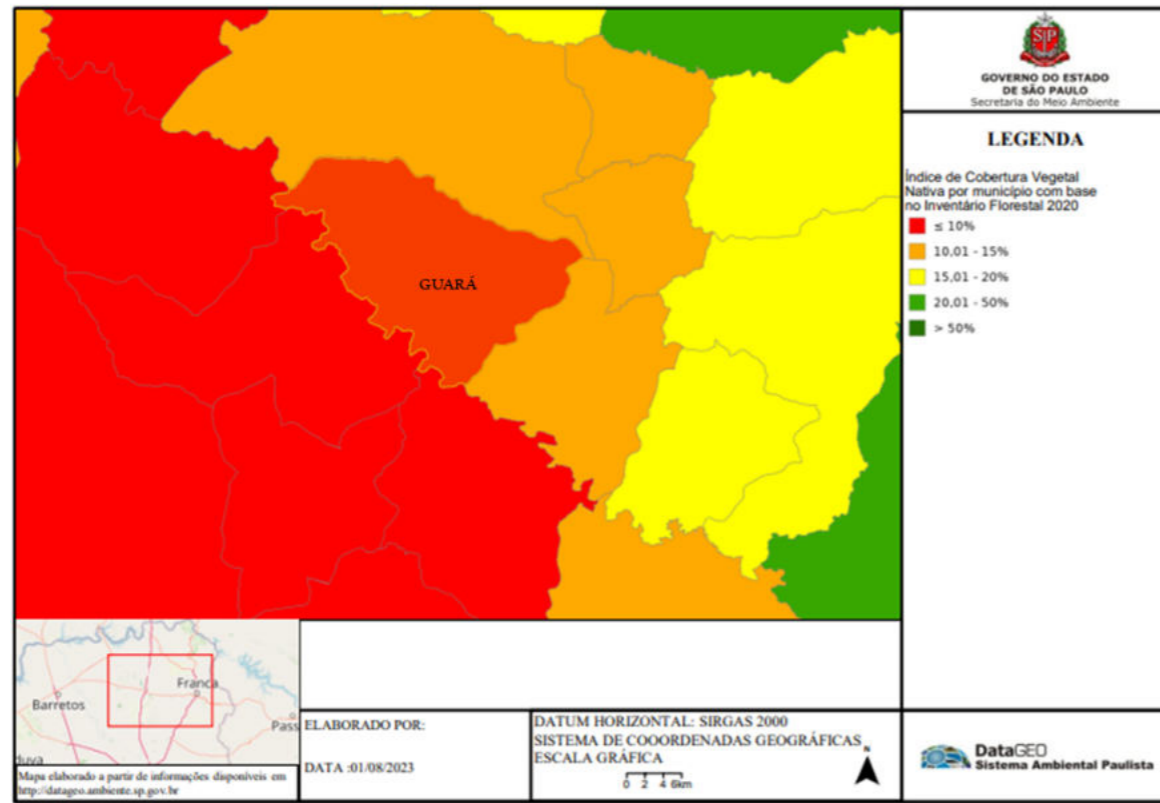 GUARÁ
GOVERNO DO ESTADO
DE SÃO PAULO
Secretaria do Meio Ambiente
LEGENDA
Índice de Cobertura Vegetal
Nativa por município com base
no Inventário Florestal 2020
≤ 10%
10,01 - 15%
15,01 - 20%
20,01 - 50%
> 50%
Barretos
Franca
Pass
duva
Mapa elaborado a partir de informações disponíveis em
http://datageo.ambiente.sp.gov.br
ELABORADO POR:
DATA :01/08/2023
DATUM HORIZONTAL: SIRGAS 2000
SISTEMA DE COOORDENADAS GEOGRÁFICAS
ESCALA GRÁFICA
0 2 4 6km
N
DataGEO
Sistema Ambiental Paulista